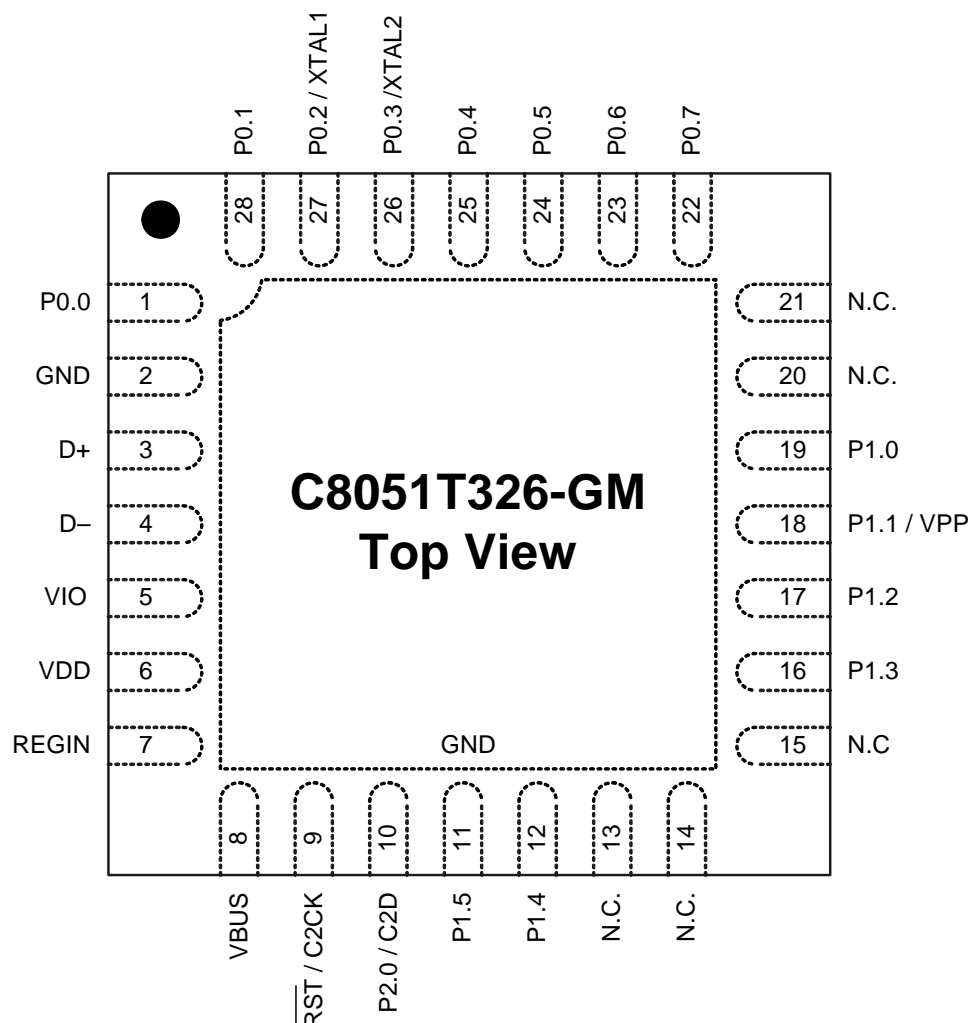 P0.1
P0.2 / XTAL1
P0.3 /XTAL2
P0.4
P0.5
P0.6
P0.7
28
27
26
25
24
23
22
P0.0 1
GND 2
D+ 3
D– 4
VIO 5
VDD 6
REGIN 7
C8051T326-GM
Top View
GND
21 N.C.
20 N.C.
19 P1.0
18 P1.1 / VPP
17 P1.2
16 P1.3
15 N.C
8
9
10
11
12
13
14
VBUS
RST / C2CK
P2.0 / C2D
P1.5
P1.4
N.C.
N.C.